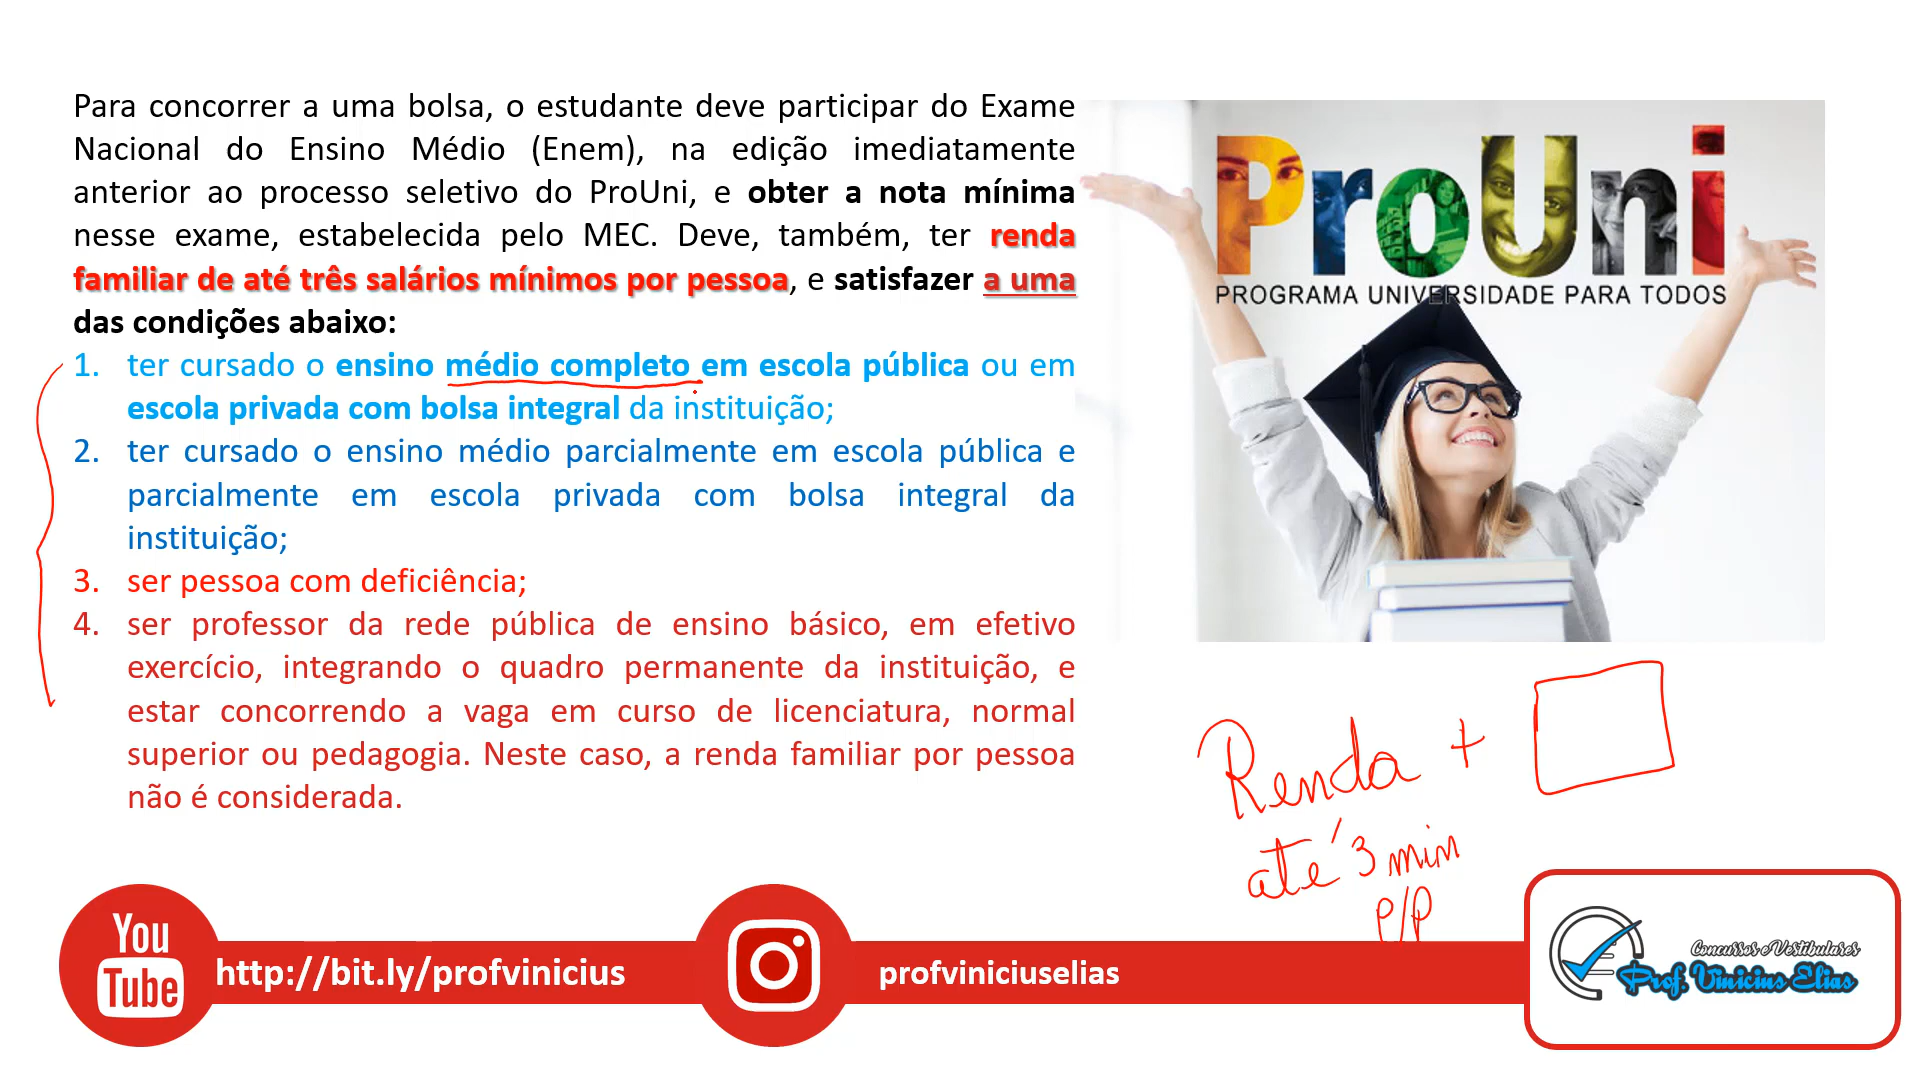 Para concorrer a uma bolsa, o estudante deve participar do Exame
Nacional do Ensino Médio (Enem), na edição imediatamente
anterior ao processo seletivo do ProUni, e obter a nota mínima
nesse exame, estabelecida pelo MEC. Deve, também, ter renda
familiar de até três salários mínimos por pessoa, e satisfazer a uma
das condições abaixo:
1. ter cursado o ensino médio completo em escola pública ou em
escola privada com bolsa integral da instituição;
2. ter cursado o ensino médio parcialmente em escola pública e
parcialmente em escola privada com bolsa integral da
instituição;
3. ser pessoa com deficiência;
4. ser professor da rede pública de ensino básico, em efetivo
exercício, integrando o quadro permanente da instituição, e
estar concorrendo a vaga em curso de licenciatura, normal
superior ou pedagogia. Neste caso, a renda familiar por pessoa
não é considerada.
ProUni
PROGRAMA UNIVERSIDADE PARA TODOS
Renda +
até 3 min
P/P
You
Tube
http://bit.ly/profvinicius
profviniciuselias
Concursos e Vestibulares
Prof. Vinicius Elias